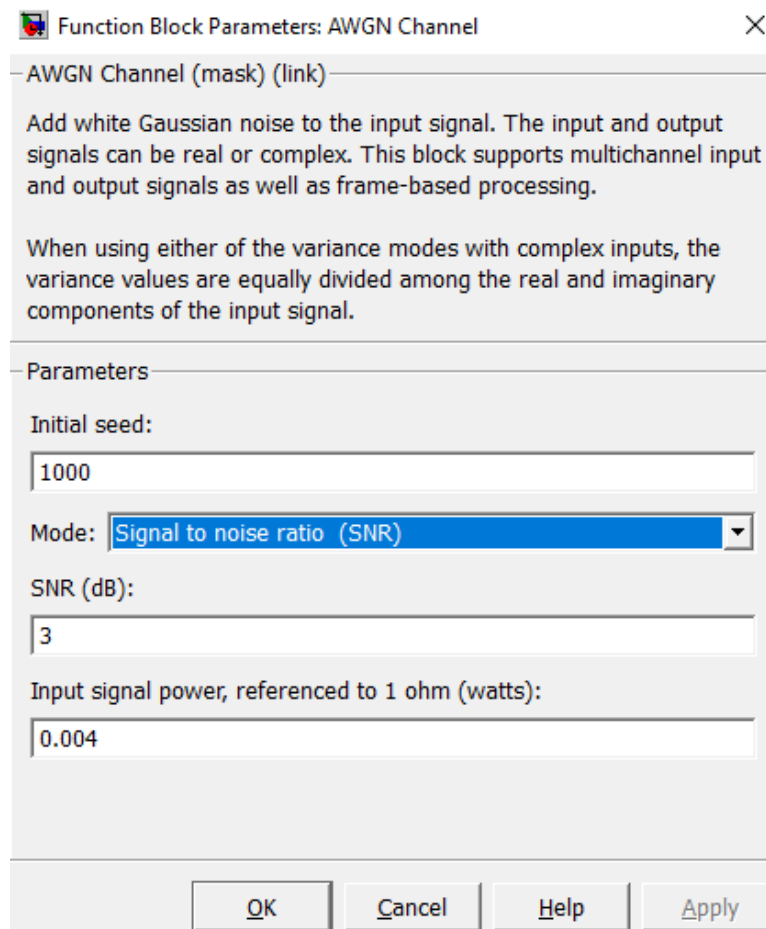 Function Block Parameters: AWGN Channel
AWGN Channel (mask) (link)
Add white Gaussian noise to the input signal. The input and output
signals can be real or complex. This block supports multichannel input
and output signals as well as frame-based processing.
When using either of the variance modes with complex inputs, the
variance values are equally divided among the real and imaginary
components of the input signal.
Parameters
Initial seed:
1000
Mode: Signal to noise ratio  (SNR)
SNR (dB):
3
Input signal power, referenced to 1 ohm (watts):
0.004
OK Cancel Help Apply